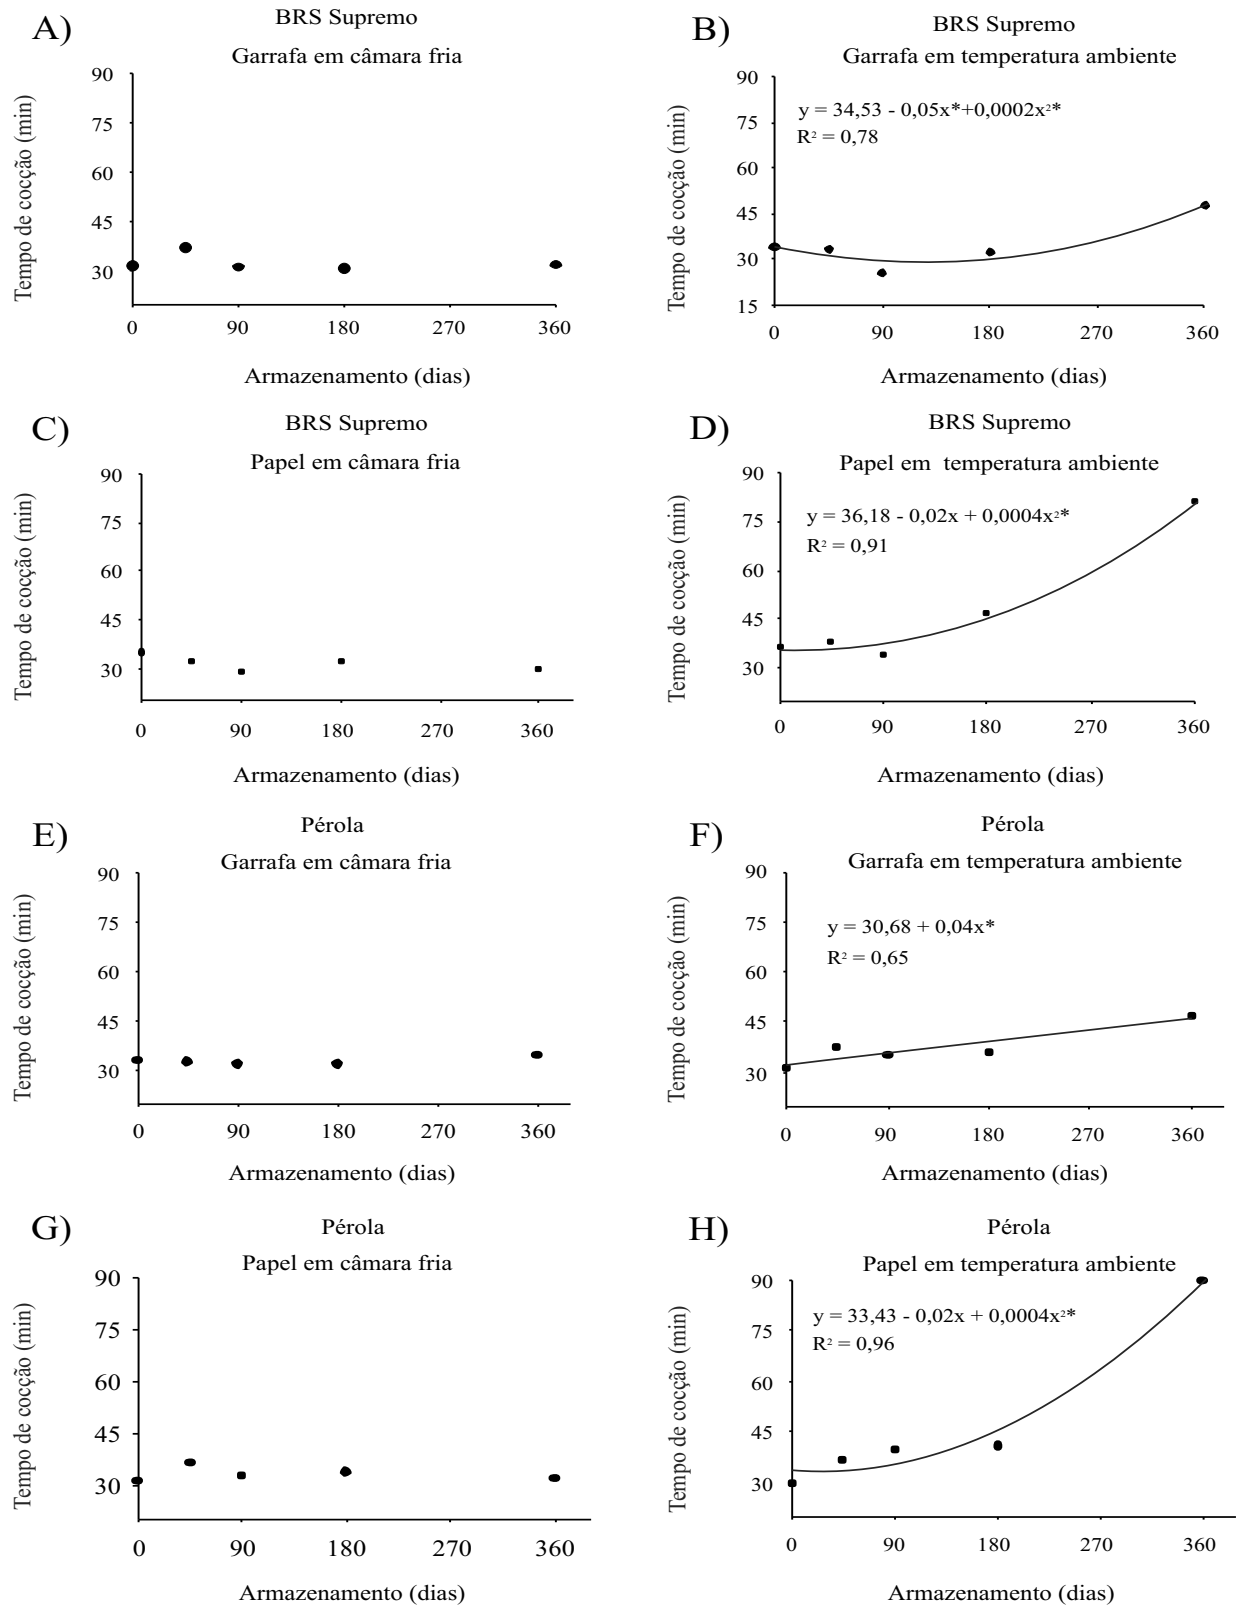 A)
BRS Supremo
Garrafa em câmara fria
Tempo de cocção (min)
90
75
60
45
30
0 90 180 270 360
Armazenamento (dias)
B)
BRS Supremo
Garrafa em temperatura ambiente
y = 34,53 - 0,05x*+0,0002x²*
R² = 0,78
Tempo de cocção (min)
90
75
60
45
30
15
0 90 180 270 360
Armazenamento (dias)
C)
BRS Supremo
Papel em câmara fria
Tempo de cocção (min)
90
75
60
45
30
0 90 180 270 360
Armazenamento (dias)
D)
BRS Supremo
Papel em temperatura ambiente
y = 36,18 - 0,02x + 0,0004x²*
R² = 0,91
Tempo de cocção (min)
90
75
60
45
30
0 90 180 270 360
Armazenamento (dias)
E)
Pérola
Garrafa em câmara fria
Tempo de cocção (min)
90
75
60
45
30
0 90 180 270 360
Armazenamento (dias)
F)
Pérola
Garrafa em temperatura ambiente
y = 30,68 + 0,04x*
R² = 0,65
Tempo de cocção (min)
90
75
60
45
30
0 90 180 270 360
Armazenamento (dias)
G)
Pérola
Papel em câmara fria
Tempo de cocção (min)
90
75
60
45
30
0 90 180 270 360
Armazenamento (dias)
H)
Pérola
Papel em temperatura ambiente
y = 33,43 - 0,02x + 0,0004x²*
R² = 0,96
Tempo de cocção (min)
90
75
60
45
30
0 90 180 270 360
Armazenamento (dias)